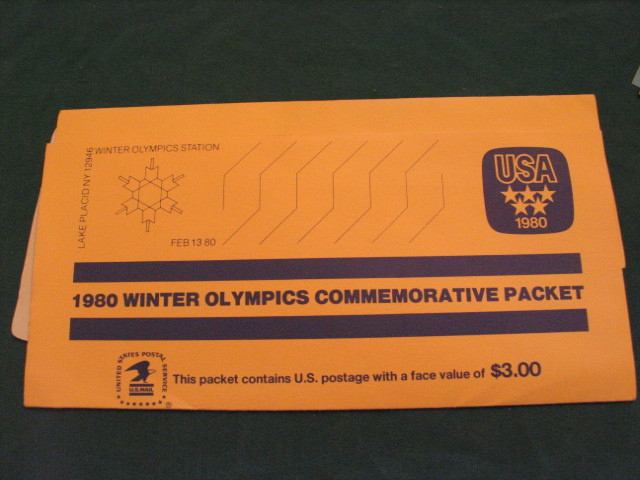 WINTER OLYMPICS STATION
LAKE PLACID NY 12946
FEB 13 80
USA
1980
1980 WINTER OLYMPICS COMMEMORATIVE PACKET
UNITED STATES POSTAL SERVICE
U.S. MAIL
®
This packet contains U.S. postage with a face value of $3.00